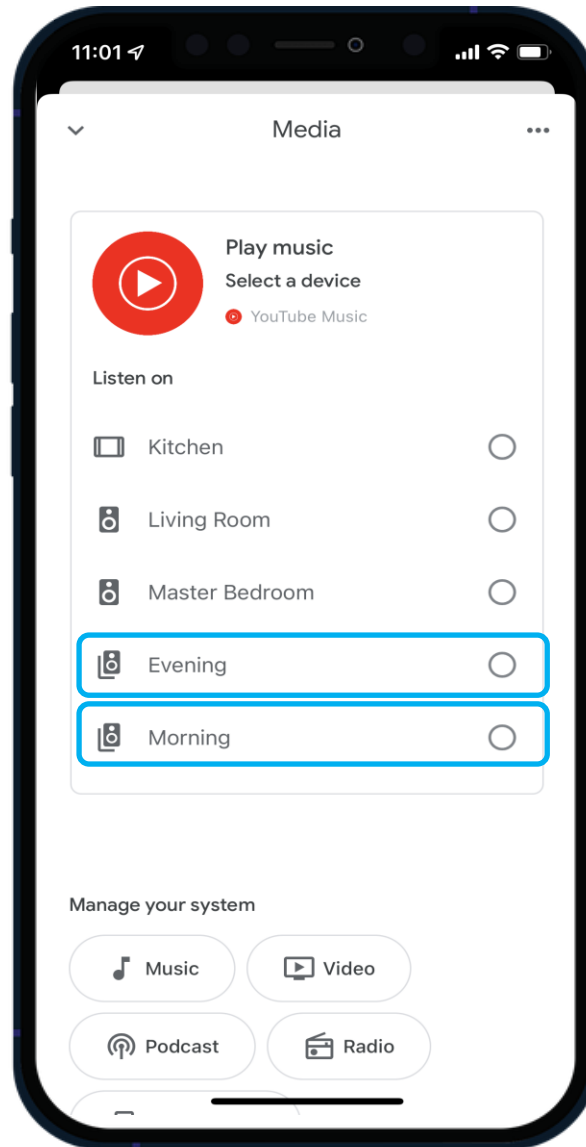 11:01
Media
Play music
Select a device
YouTube Music
Listen on
Kitchen
Living Room
Master Bedroom
Evening
Morning
Manage your system
Music
Video
Podcast
Radio